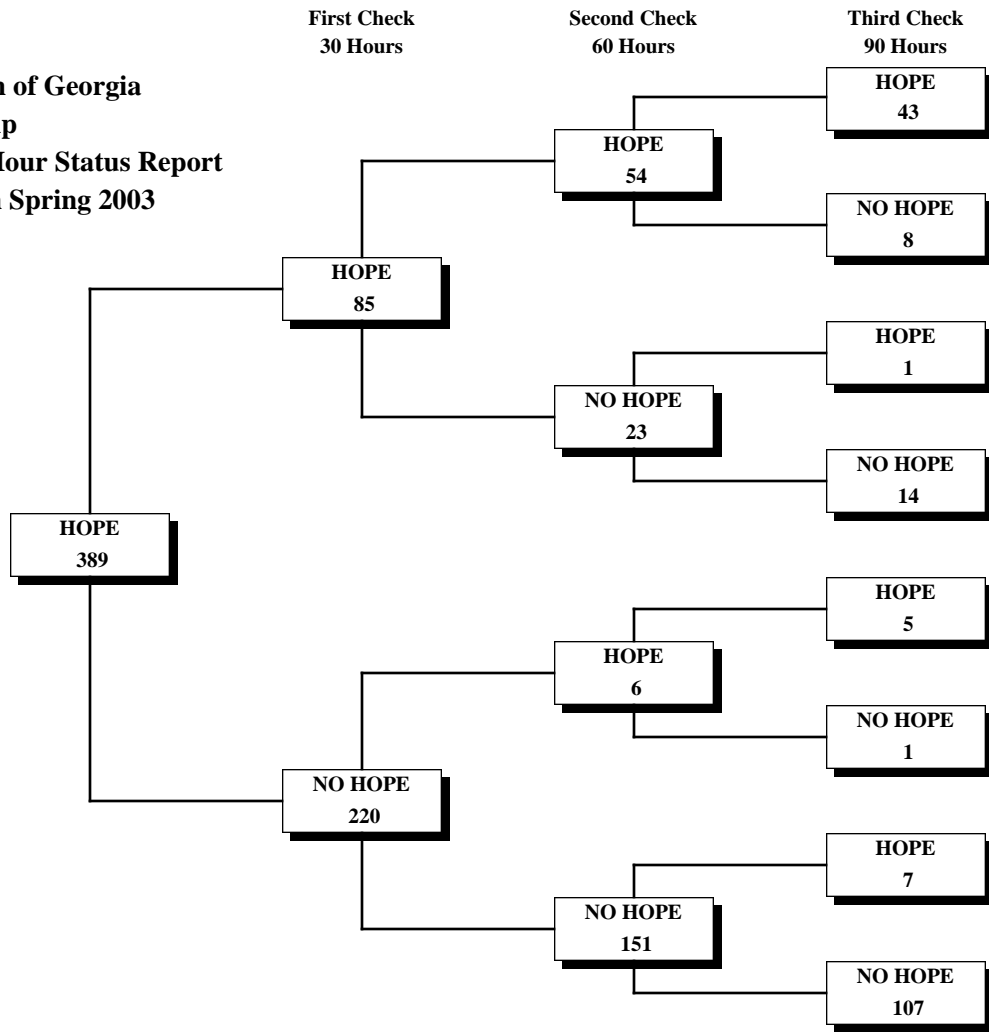 First Check
30 Hours
Second Check
60 Hours
Third Check
90 Hours
of Georgia
Hour Status Report
Spring 2003
HOPE
43
HOPE
54
NO HOPE
8
HOPE
85
HOPE
1
NO HOPE
23
NO HOPE
14
HOPE
389
HOPE
5
HOPE
6
NO HOPE
1
NO HOPE
220
HOPE
7
NO HOPE
151
NO HOPE
107